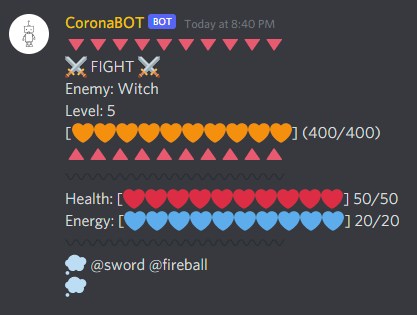 CoronaBOT BOT Today at 8:40 PM
🔻🔻🔻🔻🔻🔻🔻🔻🔻🔻
⚔️ FIGHT ⚔️
Enemy: Witch
Level: 5
[🧡🧡🧡🧡🧡🧡🧡🧡🧡🧡] (400/400)
🔺🔺🔺🔺🔺🔺🔺🔺🔺🔺
Health: [❤️❤️❤️❤️❤️❤️❤️❤️❤️❤️] 50/50
Energy: [💙💙💙💙💙💙💙💙💙💙] 20/20
💭 @sword @fireball
💭